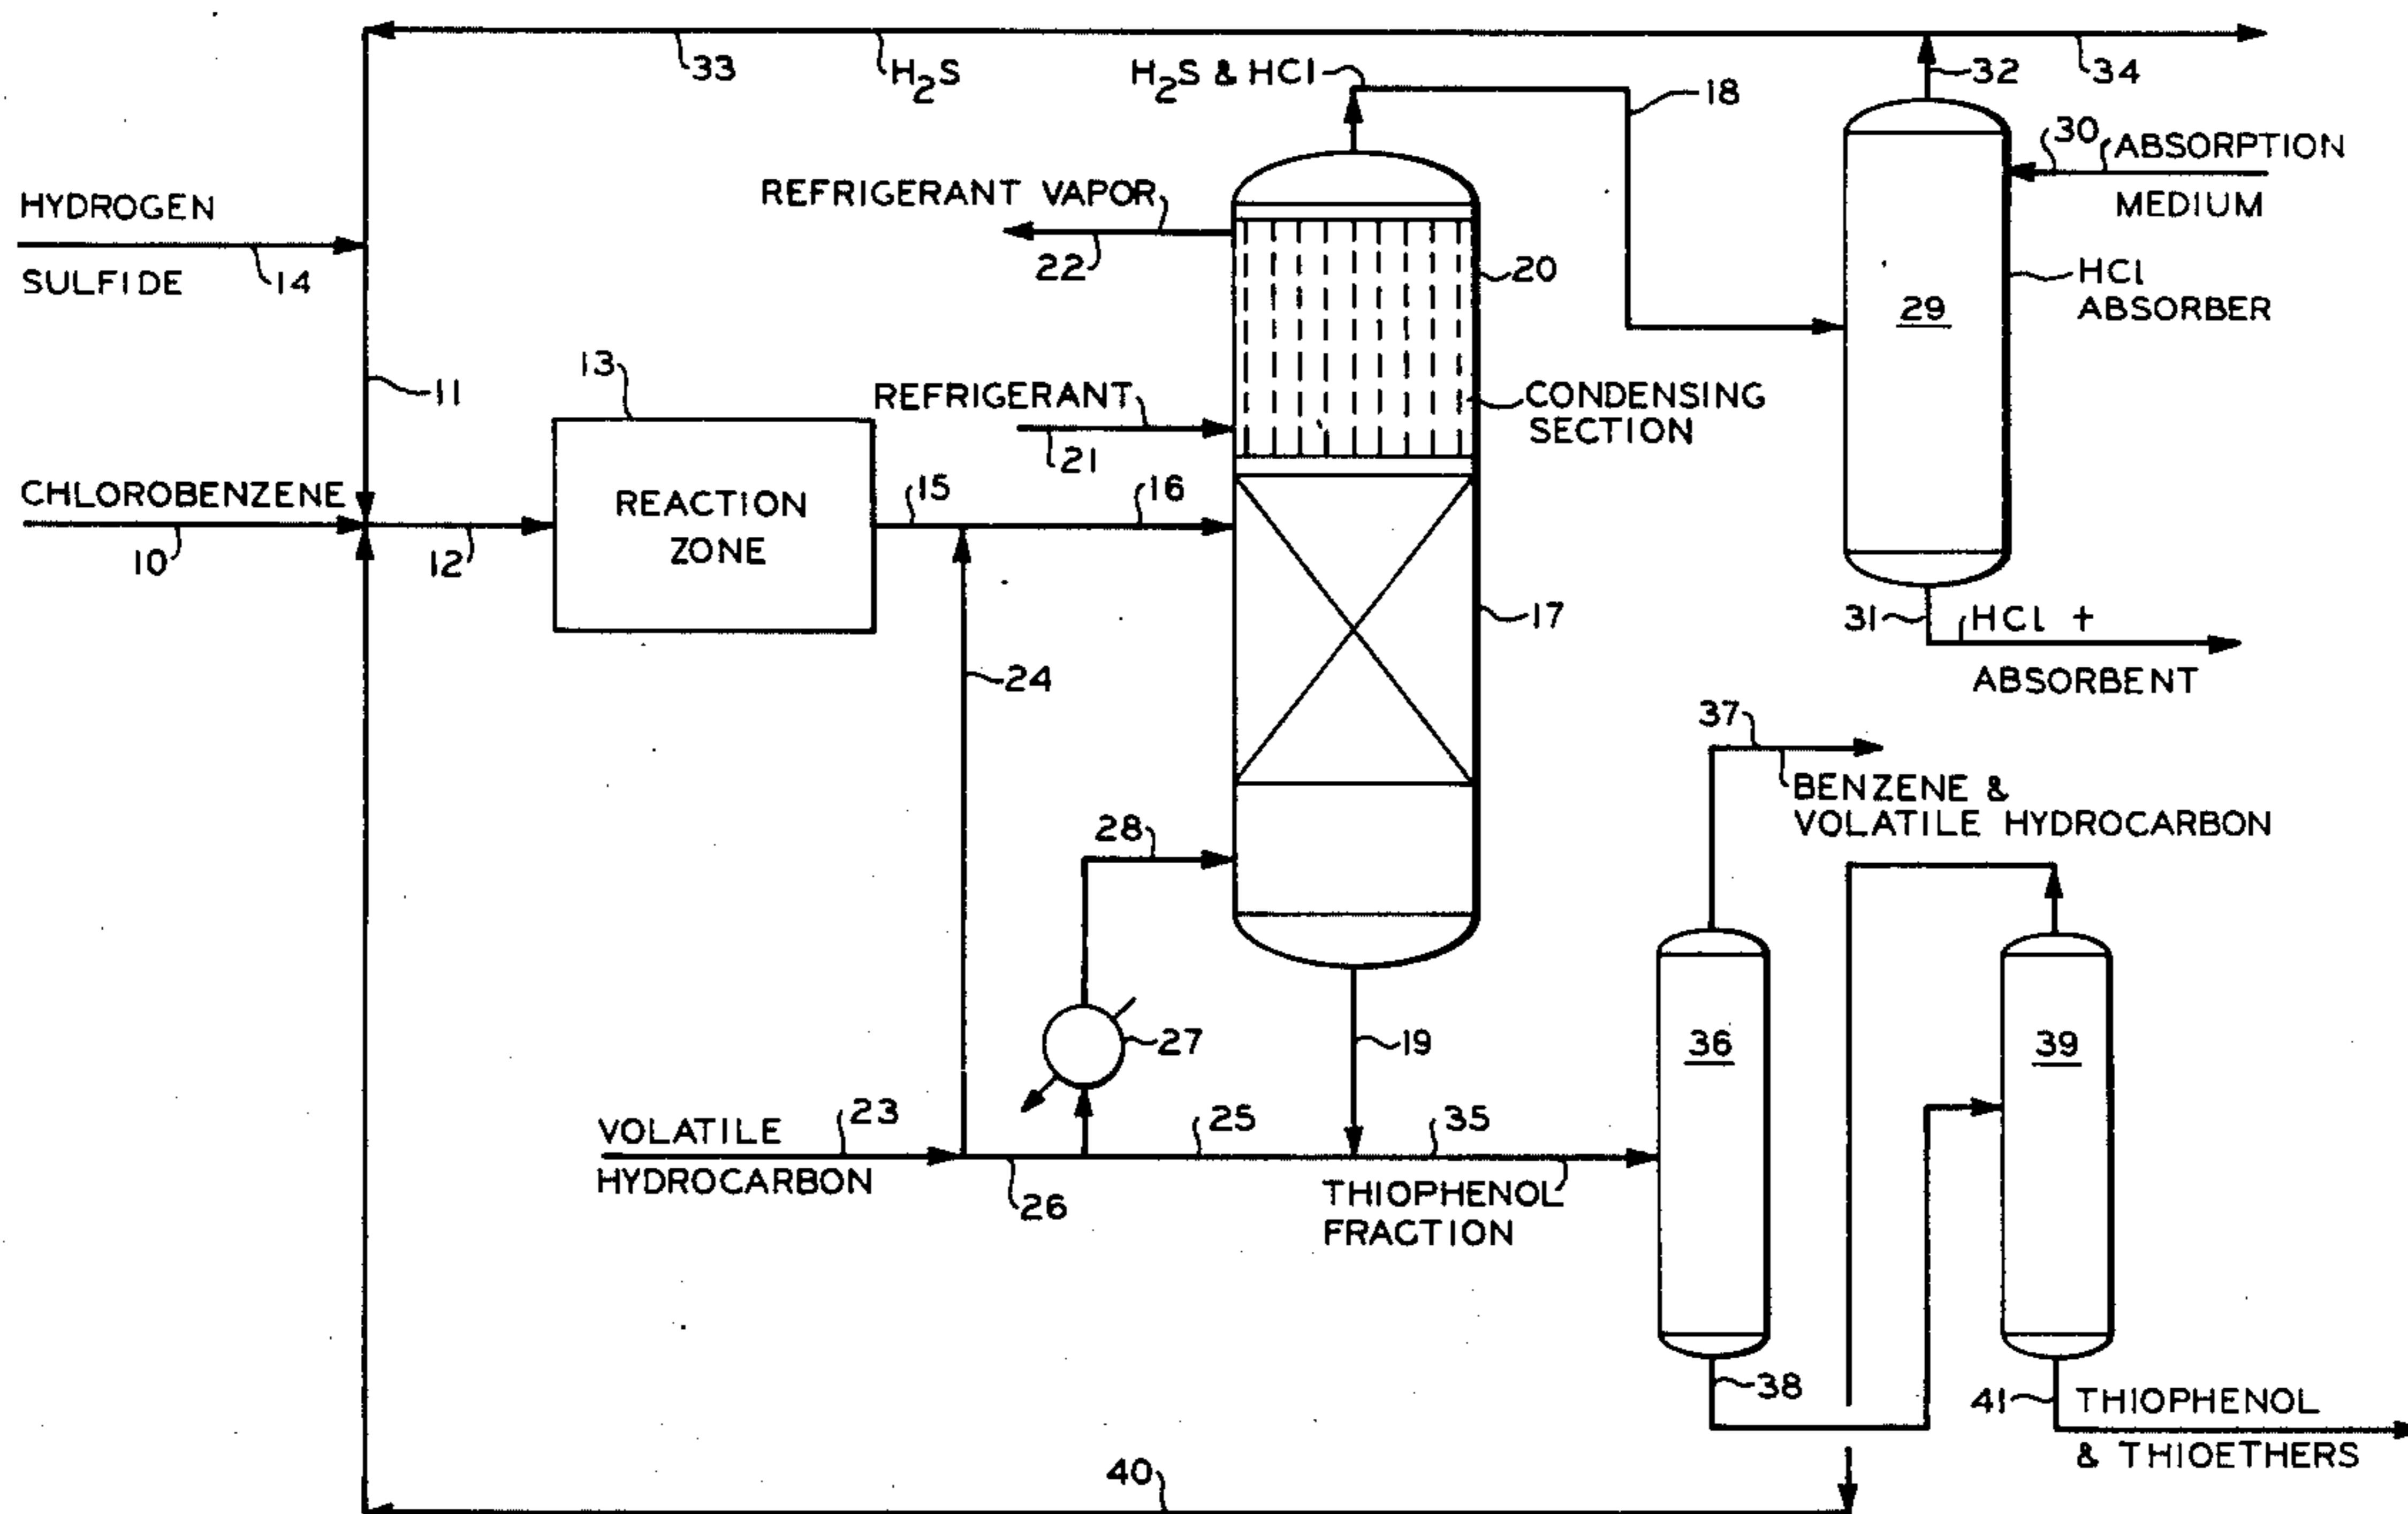 33
H2S
H2S & HCl
18
32
34
30
ABSORPTION
MEDIUM
REFRIGERANT VAPOR
22
HYDROGEN
14
SULFIDE
20
HCl
ABSORBER
29
13
11
REFRIGERANT
21
CONDENSING
SECTION
CHLOROBENZENE
10
12
REACTION
ZONE
15
16
17
31
HCl +
ABSORBENT
24
37
BENZENE &
VOLATILE HYDROCARBON
28
27
19
36
39
VOLATILE
23
HYDROCARBON
26
25
35
THIOPHENOL
FRACTION
38
41
THIOPHENOL
& THIOETHERS
40